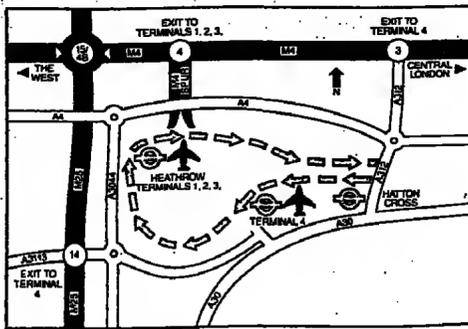 EXIT TO
TERMINALS 1, 2, 3,
EXIT TO
TERMINAL 4
15/
4B
M4
4
M4
3
THE
WEST
M4
SPUR
CENTRAL
LONDON
N
A312
A4
A4
M25
A3044
HEATHROW
TERMINALS 1, 2, 3,
A312
HATTON
CROSS
TERMINAL 4
A30
14
A3113
EXIT TO
TERMINAL
4
M25
A30